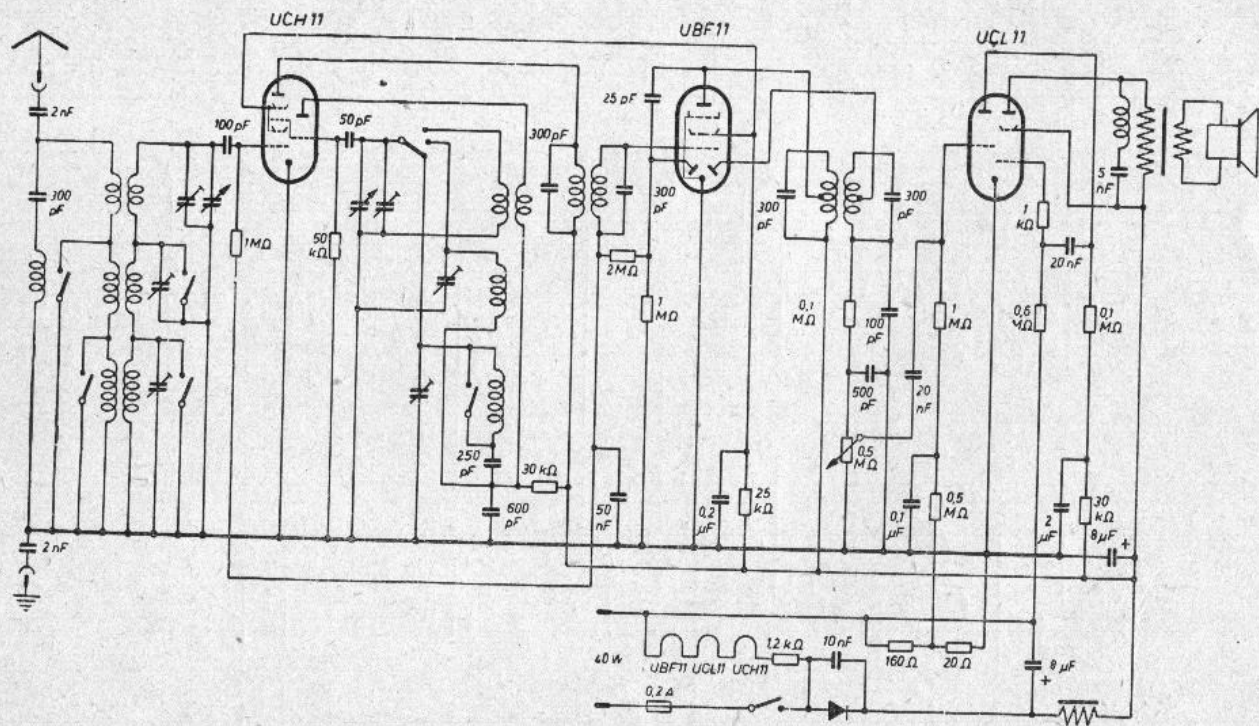 UCH11
UBF11
UCL11
2 nF
100 pF
50 pF
25 pF
300 pF
300 pF
300 pF
300 pF
300 pF
5 nF
1 MΩ
50 kΩ
2 MΩ
1 MΩ
1 kΩ
20 nF
0,1 MΩ
100 pF
1 MΩ
0,6 MΩ
0,1 MΩ
500 pF
20 nF
250 pF
30 kΩ
0,5 MΩ
600 pF
50 nF
0,2 µF
25 kΩ
0,1 µF
0,5 MΩ
2 µF
30 kΩ
8 µF
+
2 nF
40 W
UBF11 UCL11 UCH11
1,2 kΩ
10 nF
160 Ω
20 Ω
8 µF
+
0,2 A